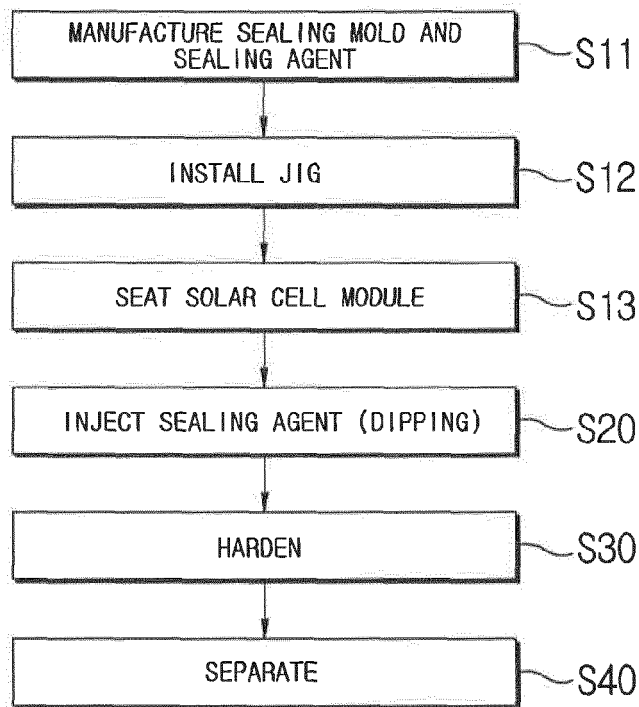 MANUFACTURE SEALING MOLD AND
SEALING AGENT
S11
INSTALL JIG
S12
SEAT SOLAR CELL MODULE
S13
INJECT SEALING AGENT (DIPPING)
S20
HARDEN
S30
SEPARATE
S40